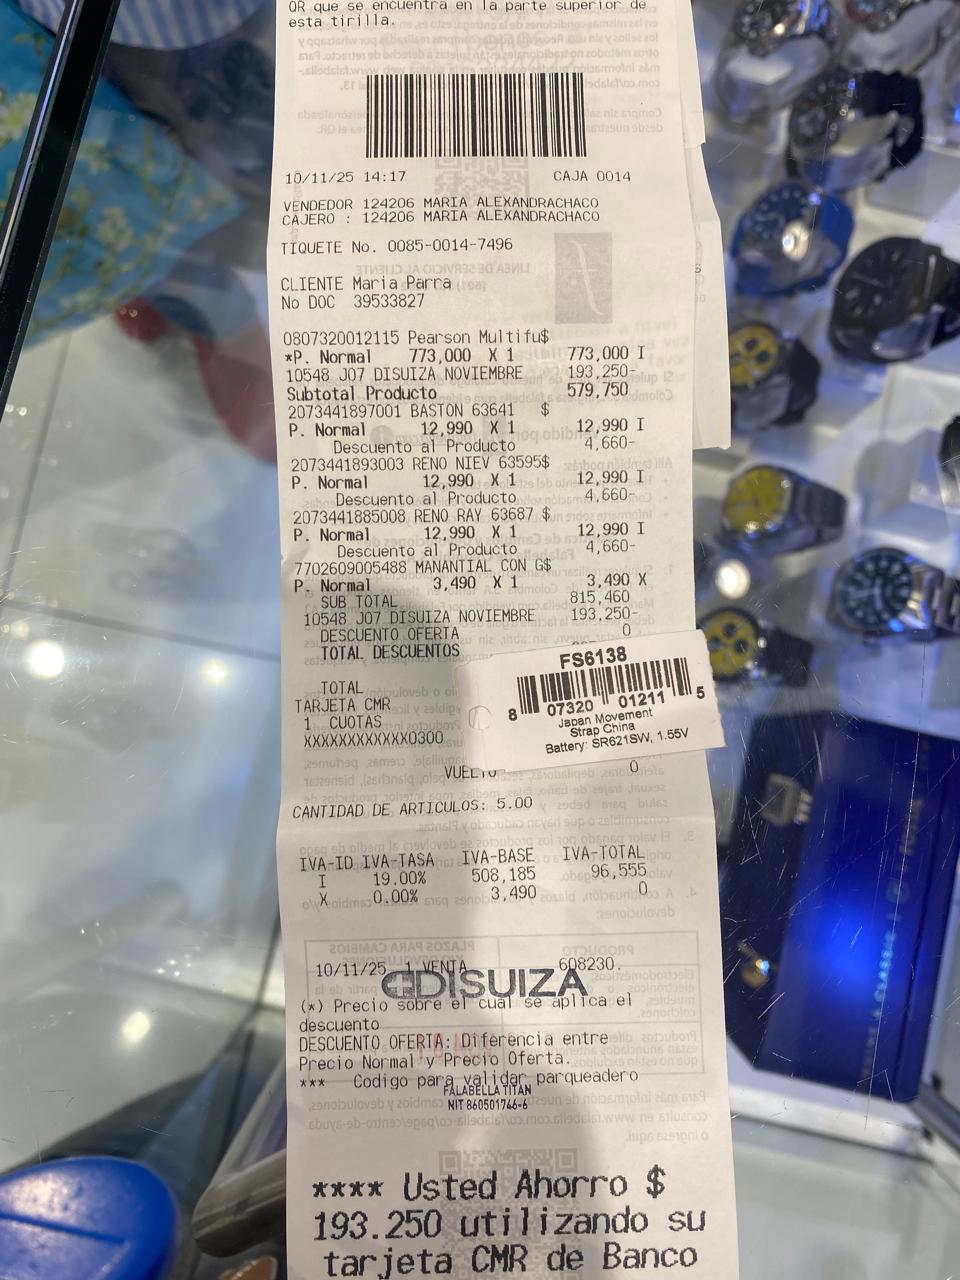 QR que se encuentra en la parte superior de
esta tirilla.
10/11/25 14:17 CAJA 0014
VENDEDOR 124206 MARIA ALEXANDRACHACO
CAJERO : 124206 MARIA ALEXANDRACHACO
TIQUETE No. 0085-0014-7496
CLIENTE Maria Parra
No DOC 39533827
0807320012115 Pearson Multifu$
*P. Normal 773,000 X 1 773,000 I
10548 J07 DISUIZA NOVIEMBRE 193,250-
Subtotal Producto 579,750
2073441897001 BASTON 63641 $
P. Normal 12,990 X 1 12,990 I
Descuento al Producto 4,660-
2073441893003 RENO NIEV 63595$
P. Normal 12,990 X 1 12,990 I
Descuento al Producto 4,660-
2073441885008 RENO RAY 63687 $
P. Normal 12,990 X 1 12,990 I
Descuento al Producto 4,660-
7702609005488 MANANTIAL CON G$
P. Normal 3,490 X 1 3,490 X
SUB TOTAL 815,460
10548 J07 DISUIZA NOVIEMBRE 193,250-
DESCUENTO OFERTA 0
TOTAL DESCUENTOS
TOTAL
TARJETA CMR
1 CUOTAS
XXXXXXXXXXXX0300
FS6138
8 07320 01211 5
Japan Movement
Strap China
Battery: SR621SW, 1.55V
VUELTO 0
CANTIDAD DE ARTICULOS: 5.00
IVA-ID IVA-TASA IVA-BASE IVA-TOTAL
I 19.00% 508,185 96,555
X 0.00% 3,490 0
10/11/25 1 VENTA 608230.
DISUIZA
(*) Precio sobre el cual se aplica el
descuento
DESCUENTO OFERTA: Diferencia entre
Precio Normal y Precio Oferta.
*** Codigo para validar parqueadero
FALABELLA TITAN
NIT 860501746-6
**** Usted Ahorro $
193.250 utilizando su
tarjeta CMR de Banco